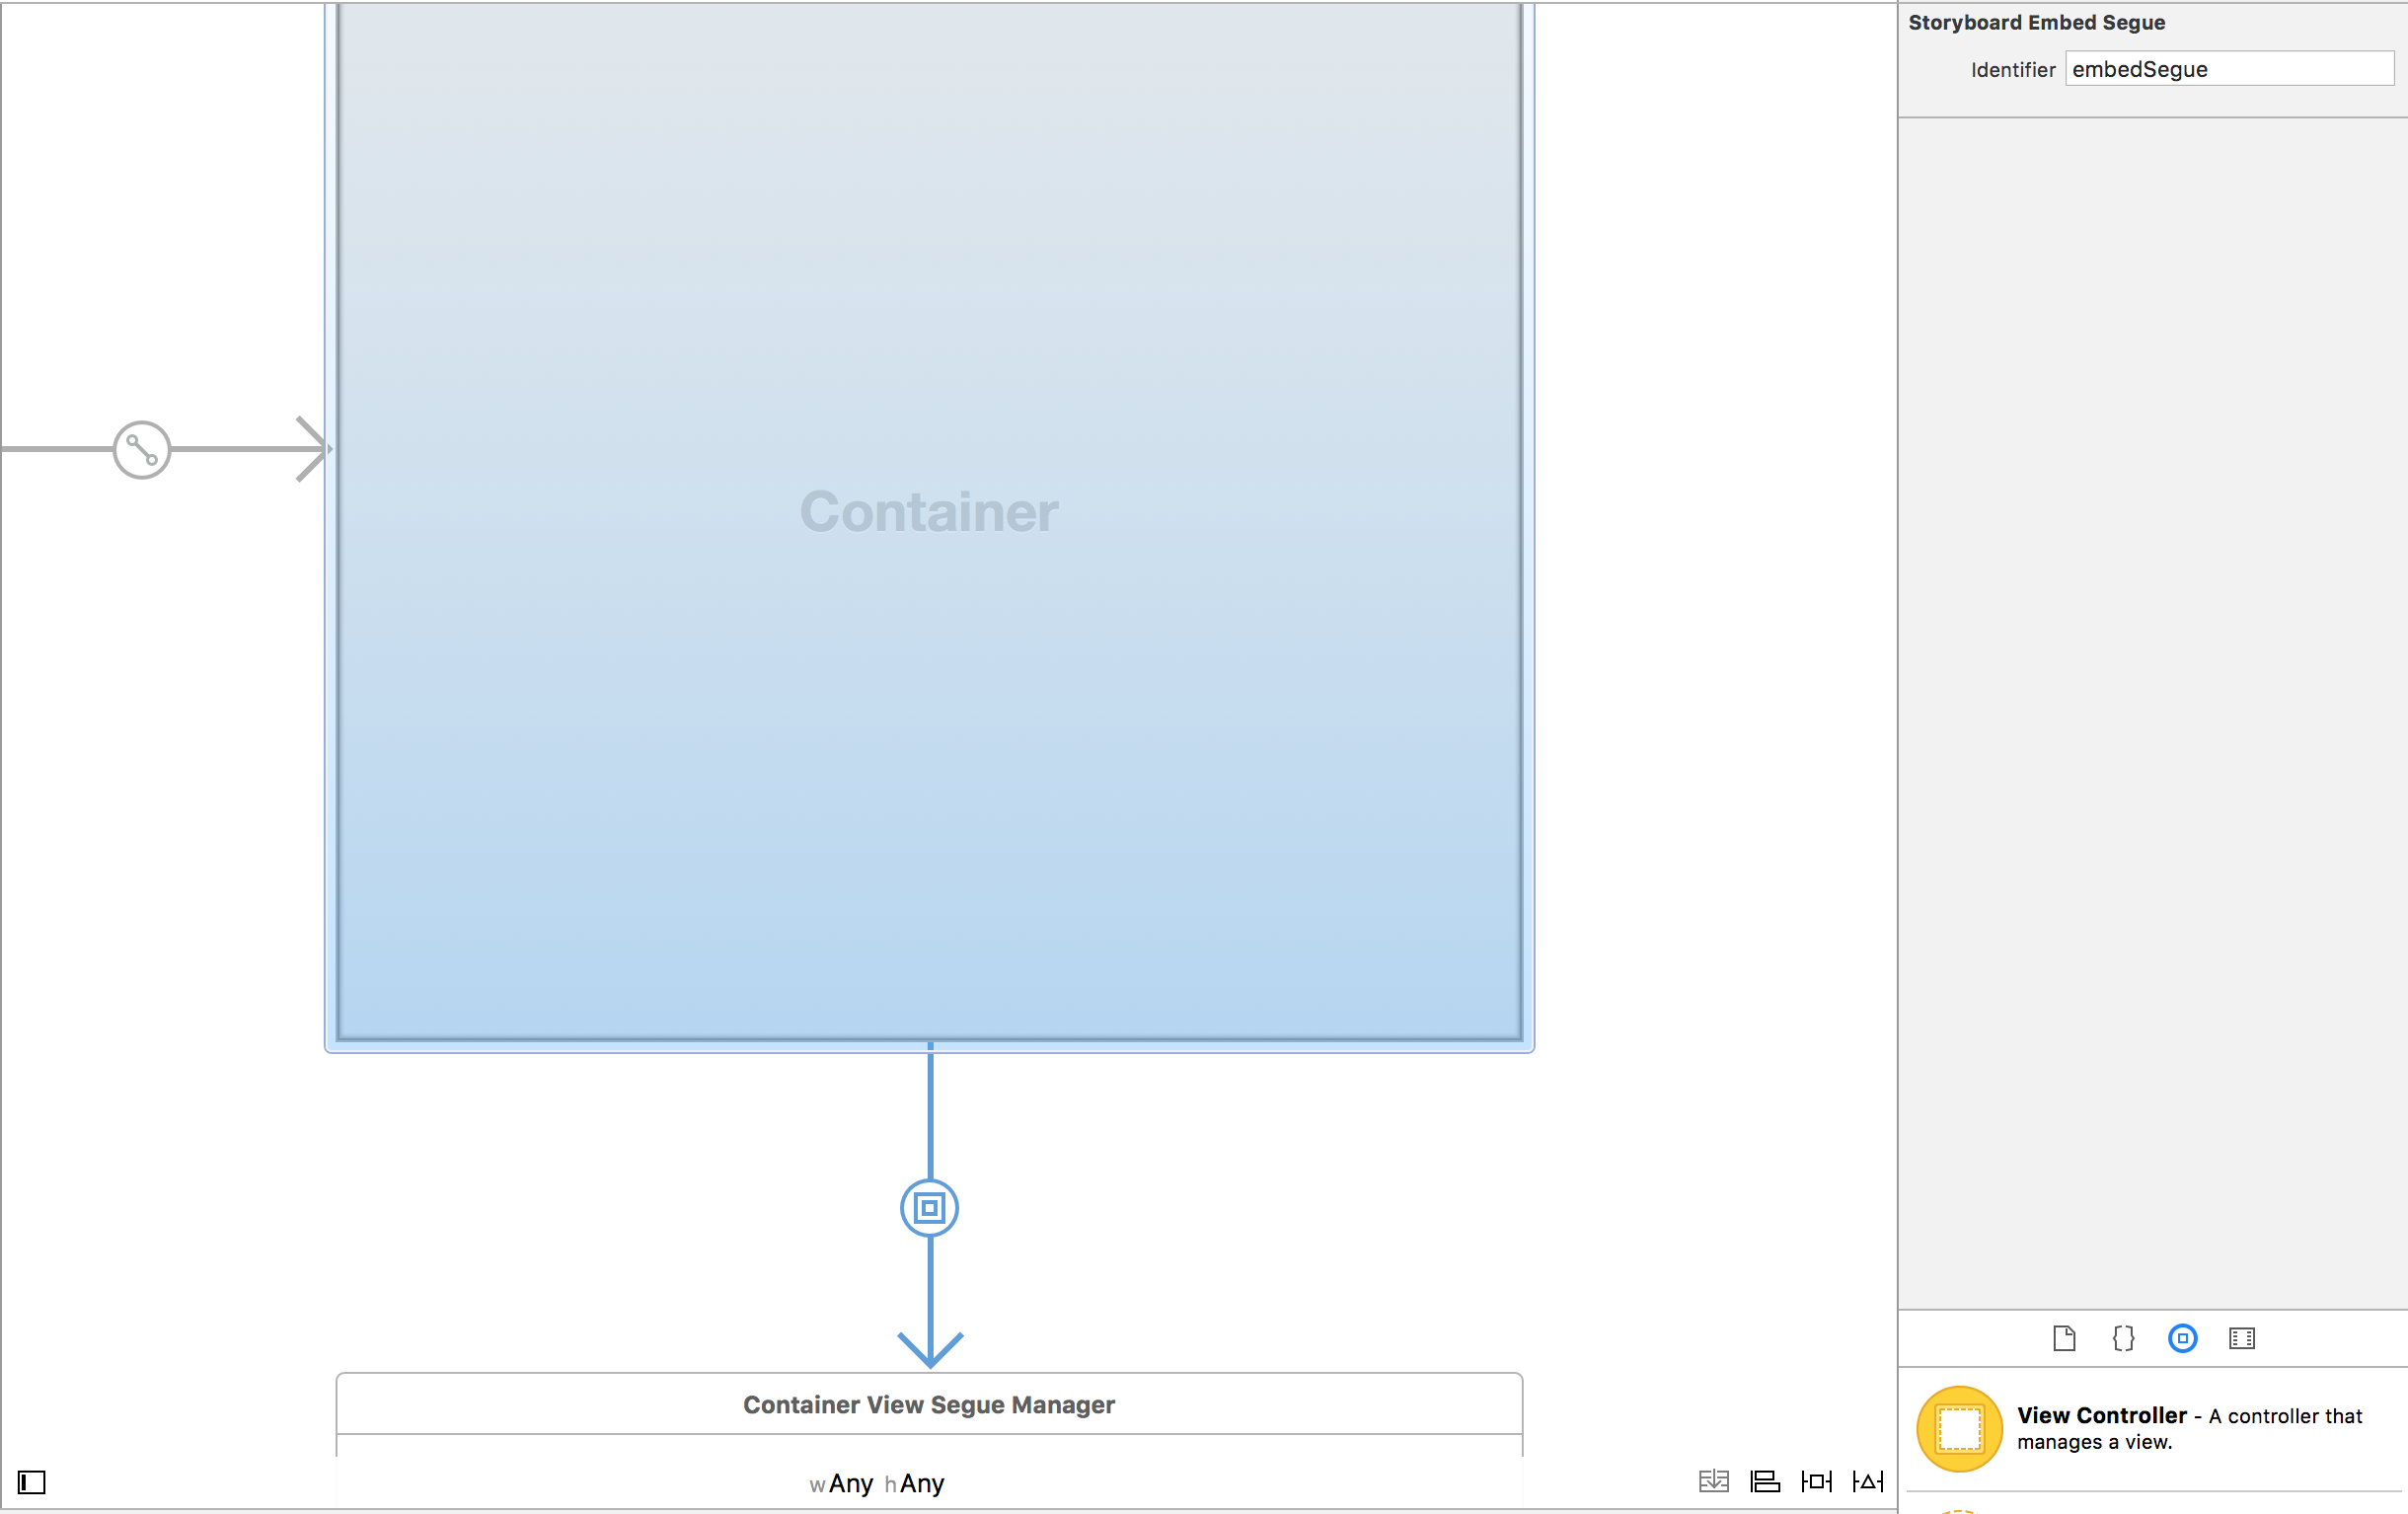 Storyboard Embed Segue
Identifier embedSegue
Container
Container View Segue Manager
wAny hAny
View Controller - A controller that
manages a view.